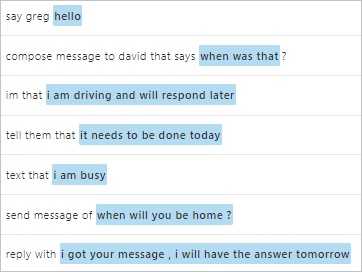 say greg hello
compose message to david that says when was that ?
im that i am driving and will respond later
tell them that it needs to be done today
text that i am busy
send message of when will you be home ?
reply with i got your message , i will have the answer tomorrow